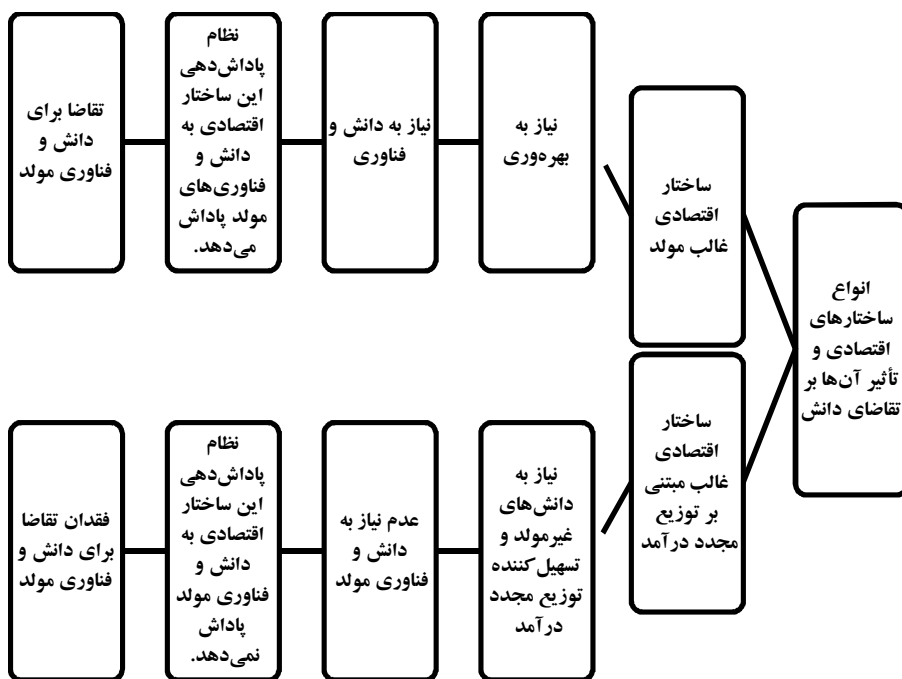 انواع
ساختارهای
اقتصادی و
تأثیر آن‌ها بر
تقاضای دانش
ساختار
اقتصادی
غالب مولد
نیاز به
بهره‌وری
نیاز به دانش و
فناوری
نظام
پاداش‌دهی
این ساختار
اقتصادی به
دانش و
فناوری‌های
مولد پاداش
می‌دهد.
تقاضا برای
دانش و
فناوری مولد
ساختار
اقتصادی
غالب مبتنی
بر توزیع
مجدد درآمد
نیاز به
دانش‌های
غیرمولد و
تسهیل‌کننده
توزیع مجدد
درآمد
عدم نیاز به
دانش و
فناوری مولد
نظام
پاداش‌دهی
این ساختار
اقتصادی به
دانش و
فناوری مولد
پاداش
نمی‌دهد.
فقدان تقاضا
برای دانش و
فناوری مولد